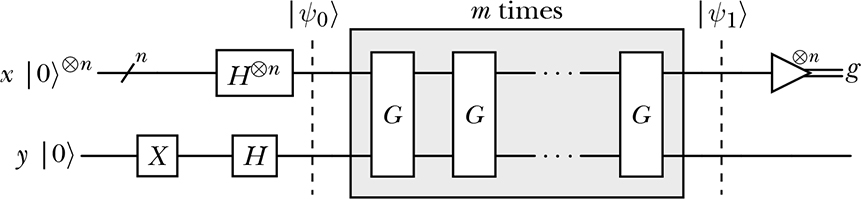 |ψ₀⟩ m times |ψ₁⟩
x |0⟩⊗ⁿ n H⊗ⁿ G G · · · G ⊗n g
y |0⟩ X H · · ·